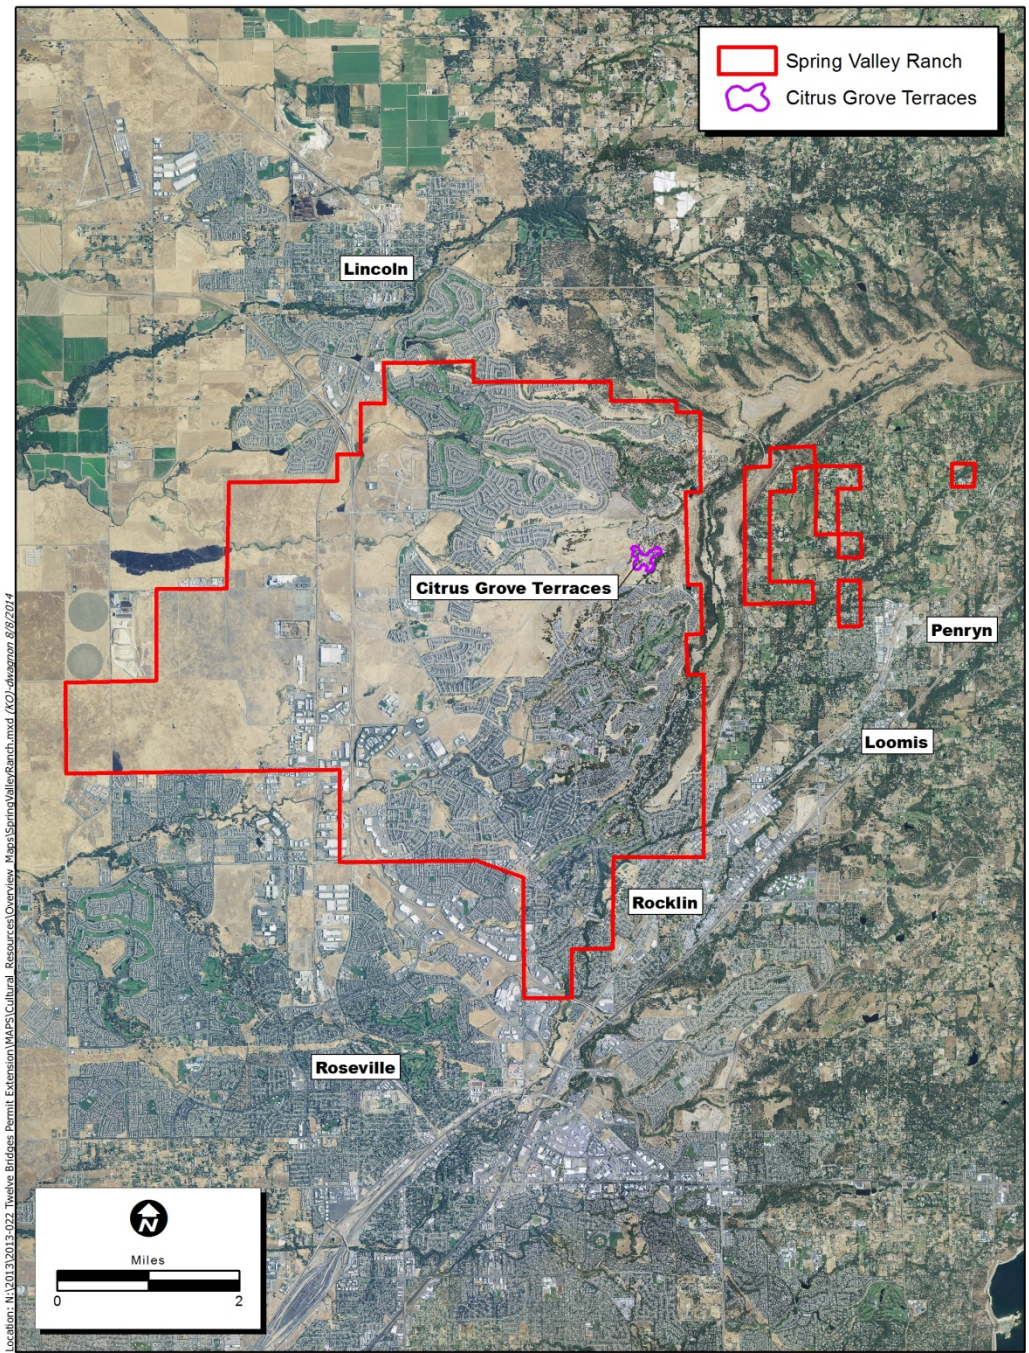 Spring Valley Ranch
Citrus Grove Terraces
Lincoln
Citrus Grove Terraces
Penryn
Loomis
Rocklin
Roseville
N
Miles
0 2
Location: N:\2013\2013-022 Twelve Bridges Permit Extension\MAPS\Cultural_Resources\Overview_Maps\SpringValleyRanch.mxd (KO)-dwagnon 8/8/2014